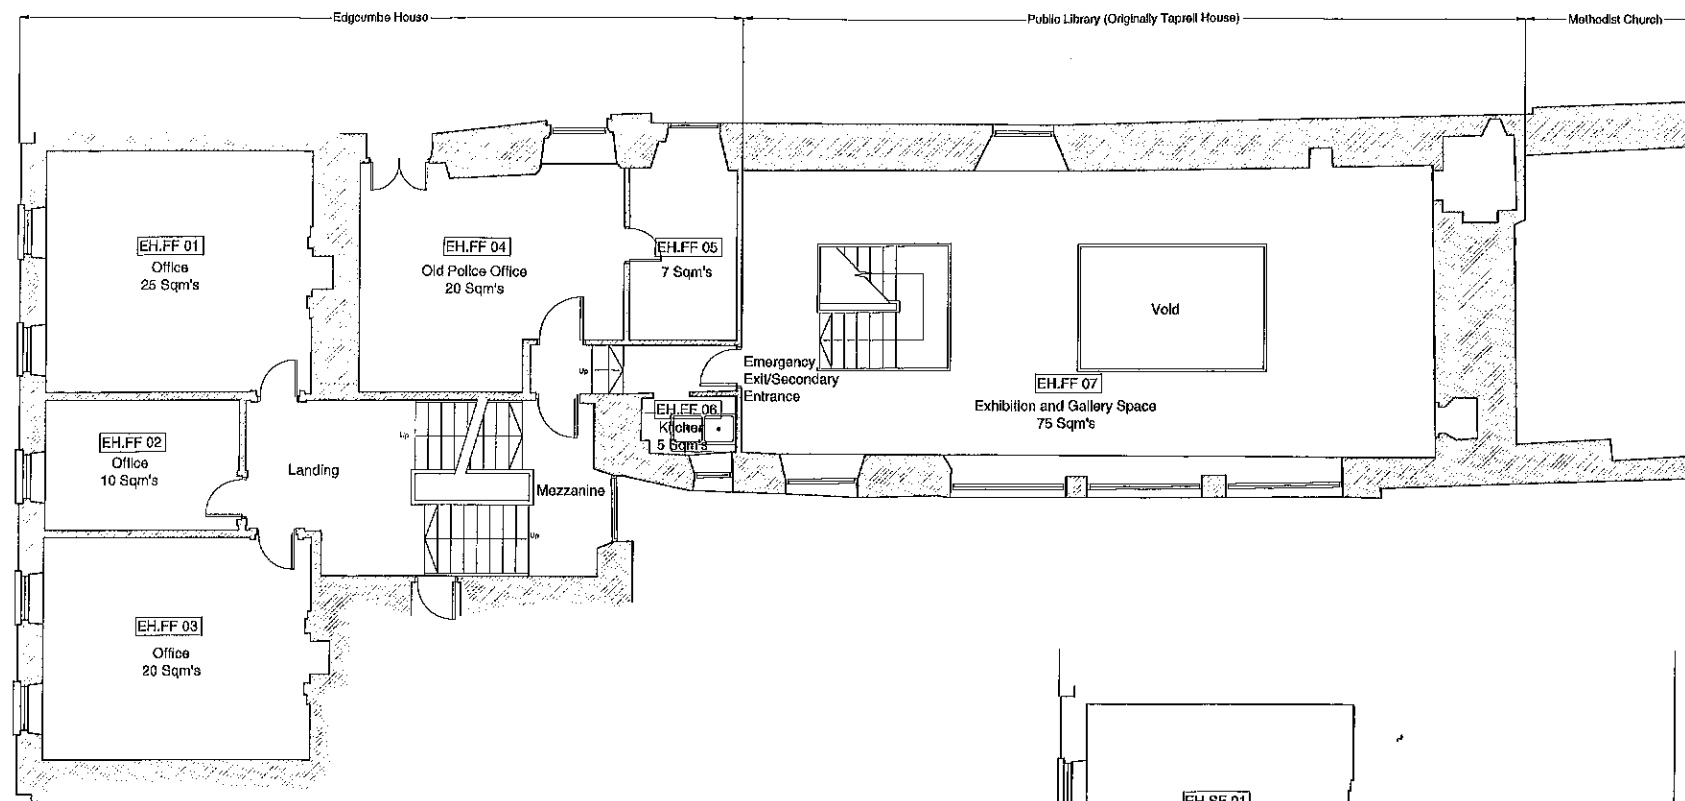 Edgcumbe House
Public Library (Originally Taprell House)
Methodist Church
EH.FF 01
Office
25 Sqm's
EH.FF 04
Old Police Office
20 Sqm's
EH.FF 05
7 Sqm's
Void
Up
Emergency
Exit/Secondary
Entrance
EH.FF 07
Exhibition and Gallery Space
75 Sqm's
EH.FF 06
Kitchen
5 Sqm's
EH.FF 02
Office
10 Sqm's
Up
Landing
Mezzanine
Up
EH.FF 03
Office
20 Sqm's
EH.SF 01